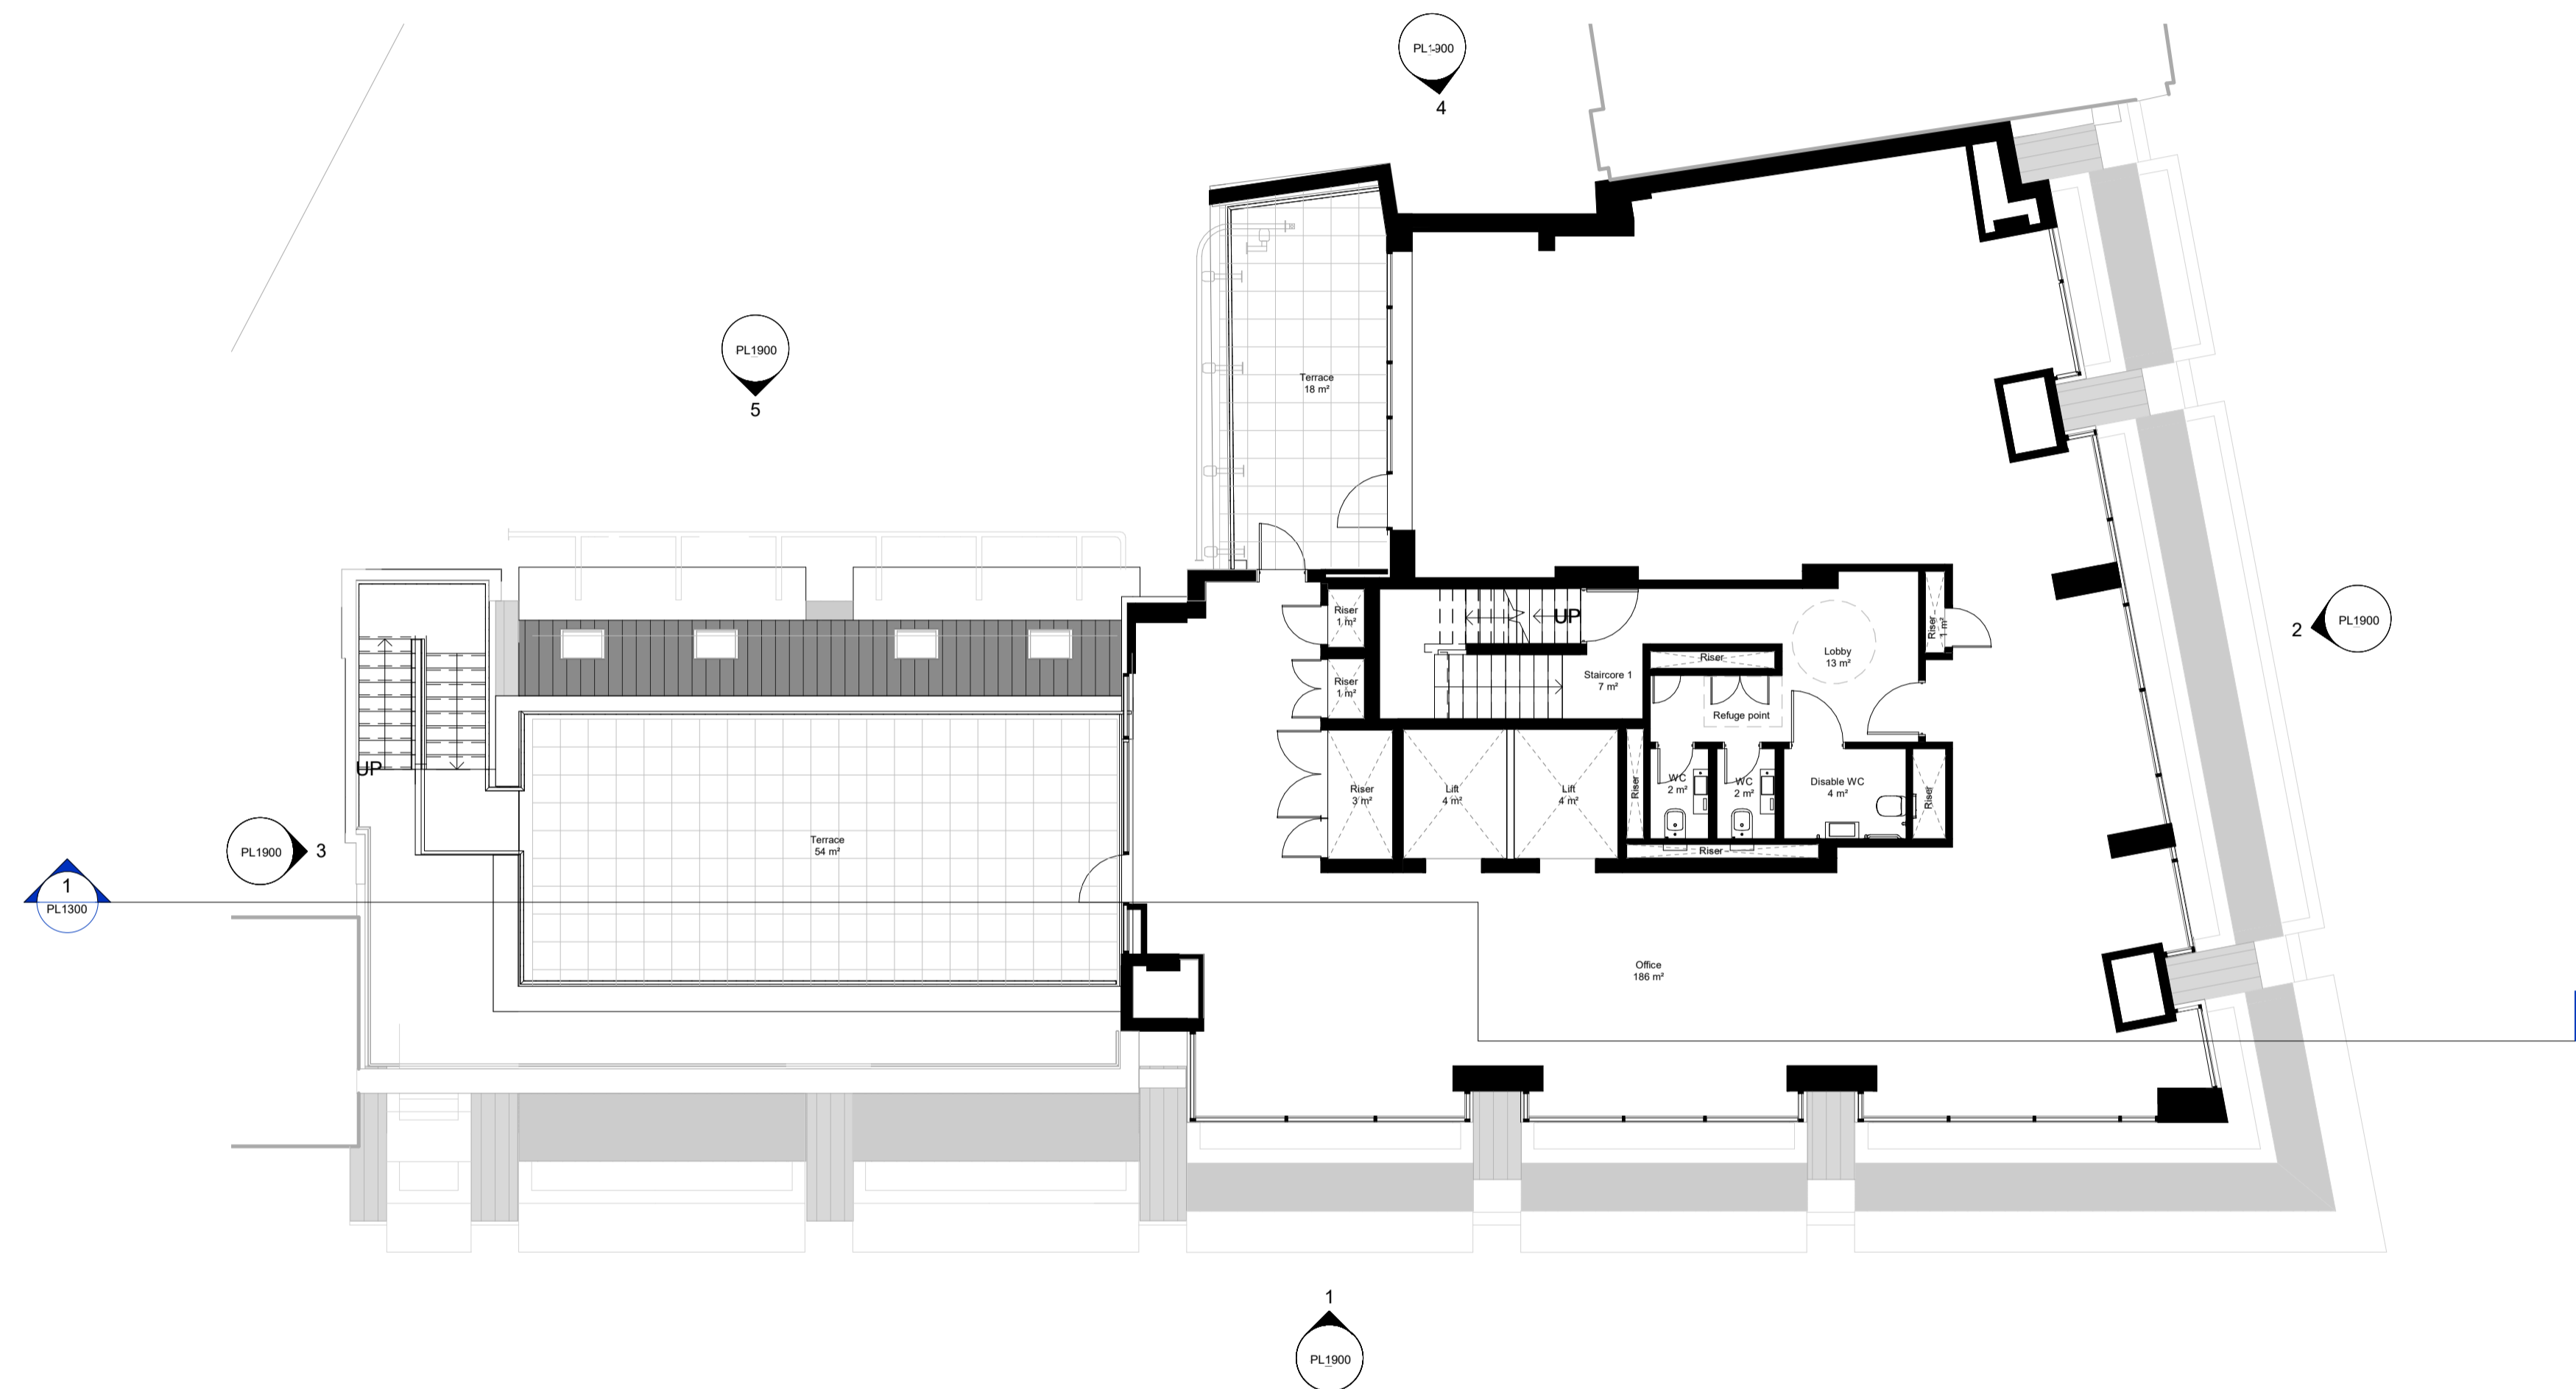 PL1900
4
PL1900
5
Terrace
18 m²
Riser
1 m²
UP
Riser
1 m²
Lobby
13 m²
2
PL1900
Riser
Riser
1 m²
Staircore 1
7 m²
Refuge point
UP
Riser
3 m²
Lift
4 m²
Lift
4 m²
Riser
WC
2 m²
WC
2 m²
Disable WC
4 m²
Riser
Terrace
54 m²
Riser
PL1900
3
1
PL1300
Office
186 m²
1
PL1900